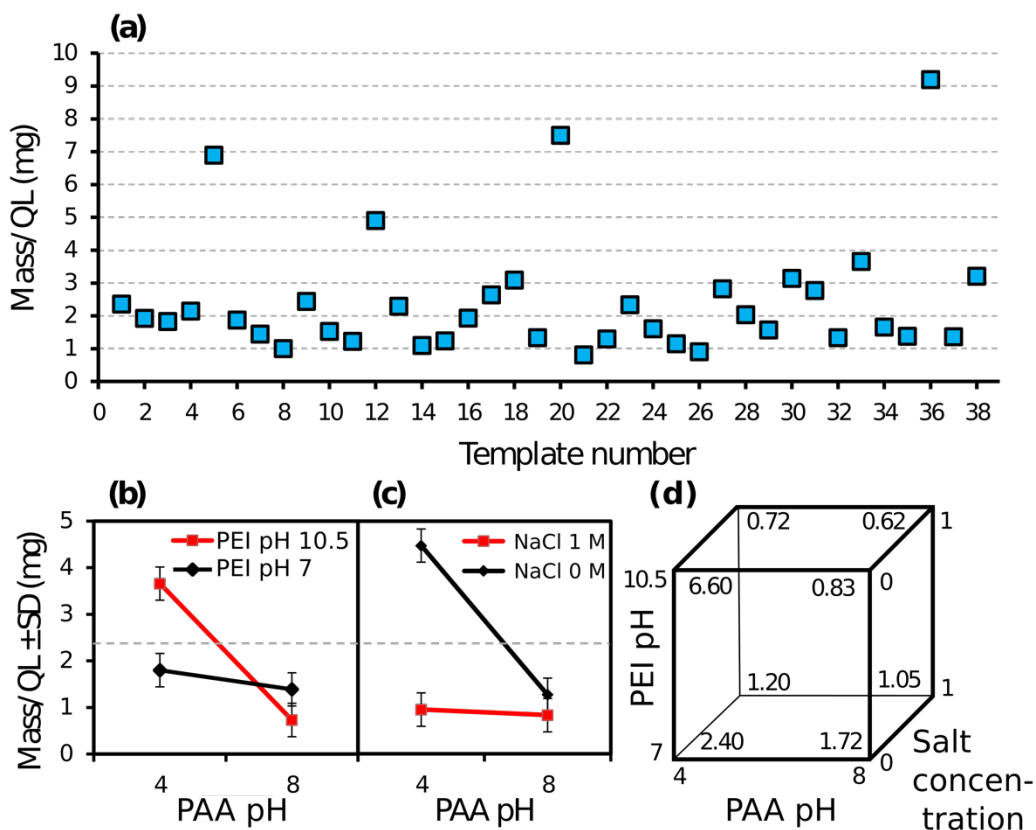 (a)
Mass/ QL (mg)
10
9
8
7
6
5
4
3
2
1
0
0 2 4 6 8 10 12 14 16 18 20 22 24 26 28 30 32 34 36 38
Template number
(b)
Mass/ QL ±SD (mg)
5
4
3
2
1
0
PEI pH 10.5
PEI pH 7
4 8
PAA pH
(c)
NaCl 1 M
NaCl 0 M
4 8
PAA pH
(d)
0.72 0.62 1
10.5 6.60 0.83 0
PEI pH
1.20 1.05 1
7 2.40 1.72 0
4 8
PAA pH
Salt
concen-
tration